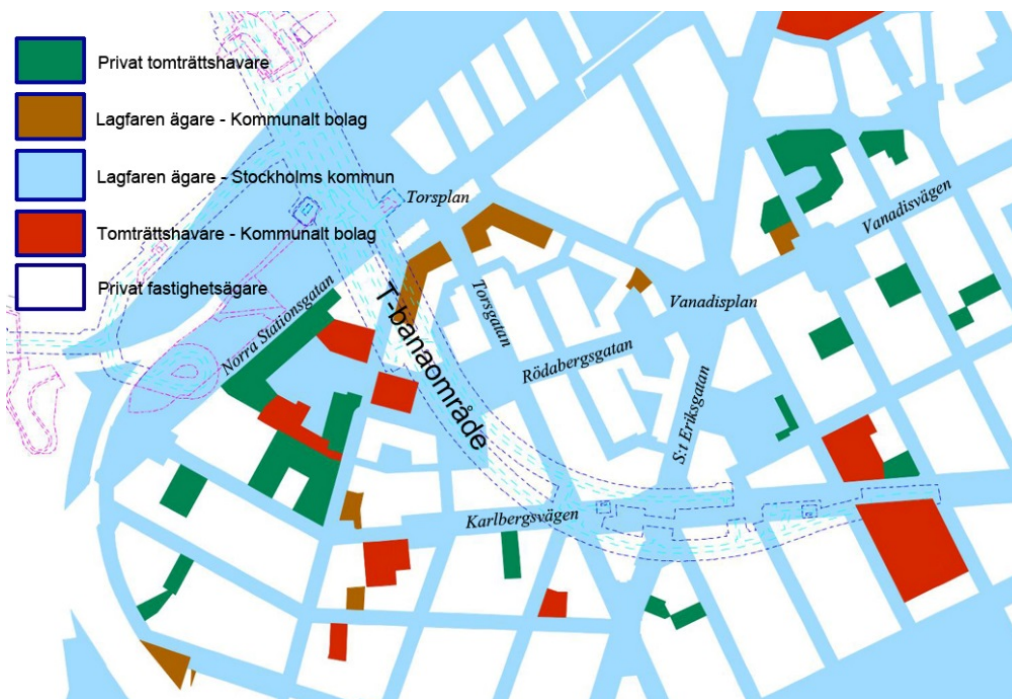 Privat tomträttshavare
Lagfaren ägare - Kommunalt bolag
Lagfaren ägare - Stockholms kommun
Tomträttshavare - Kommunalt bolag
Privat fastighetsägare
Torsplan
Vanadisvägen
Norra Stationsgatan
T-banaområde
Torsgatan
Vanadisplan
Rödabergsgatan
S:t Eriksgatan
Karlbergsvägen